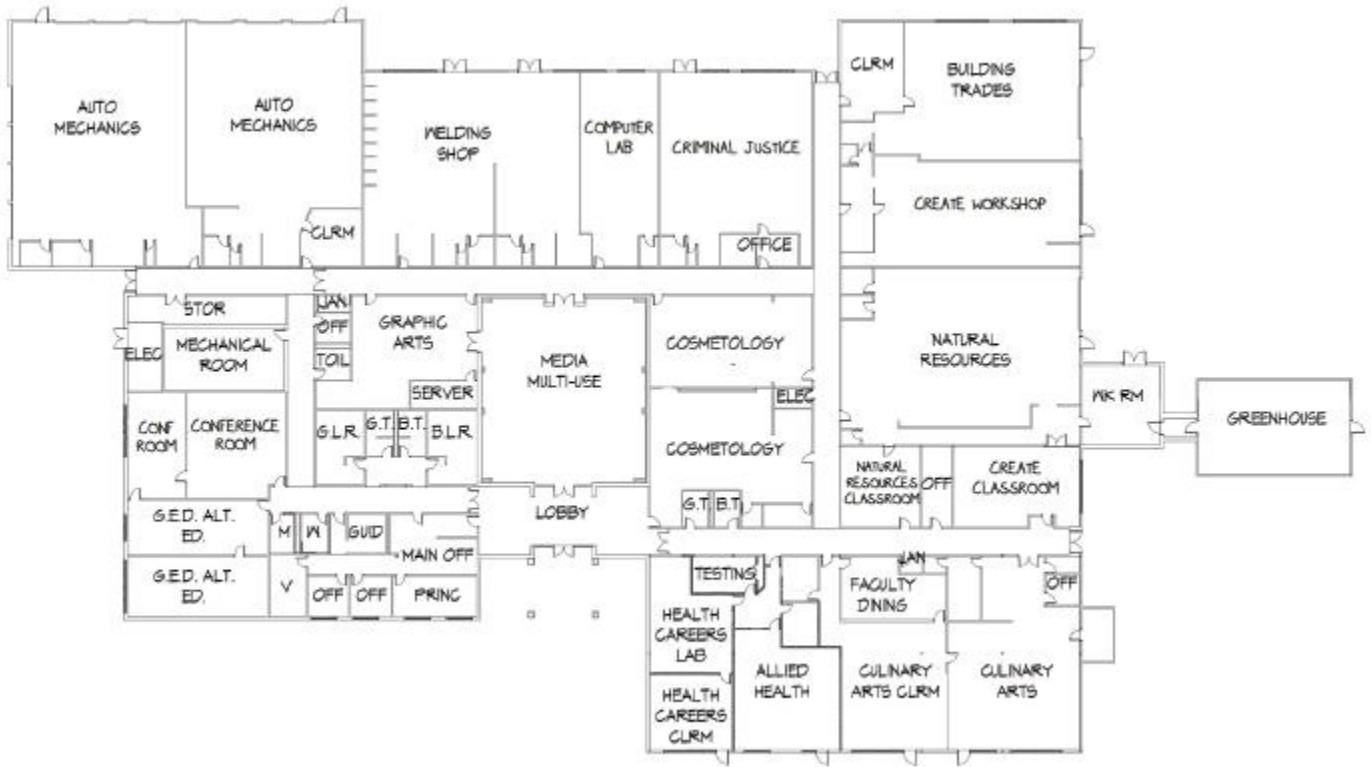 AUTO
MECHANICS
AUTO
MECHANICS
CLRM
WELDING
SHOP
COMPUTER
LAB
CRIMINAL JUSTICE
OFFICE
CLRM
BUILDING
TRADES
CREATE WORKSHOP
NATURAL
RESOURCES
WK RM
GREENHOUSE
STOR
ELEC
MECHANICAL
ROOM
JAN
OFF
TOIL
GRAPHIC
ARTS
SERVER
MEDIA
MULTI-USE
COSMETOLOGY
ELEC
COSMETOLOGY
G.T.
B.T.
CONF
ROOM
CONFERENCE
ROOM
G.L.R.
G.T.
B.T.
B.L.R.
NATURAL
RESOURCES
CLASSROOM
OFF
CREATE
CLASSROOM
G.E.D. ALT.
ED.
M
W
GUID
MAIN OFF
LOBBY
G.E.D. ALT.
ED.
V
OFF
OFF
PRINC
TESTING
HEALTH
CAREERS
LAB
HEALTH
CAREERS
CLRM
ALLIED
HEALTH
JAN
FACULTY
DNNG
CULINARY
ARTS CLRM
OFF
CULINARY
ARTS